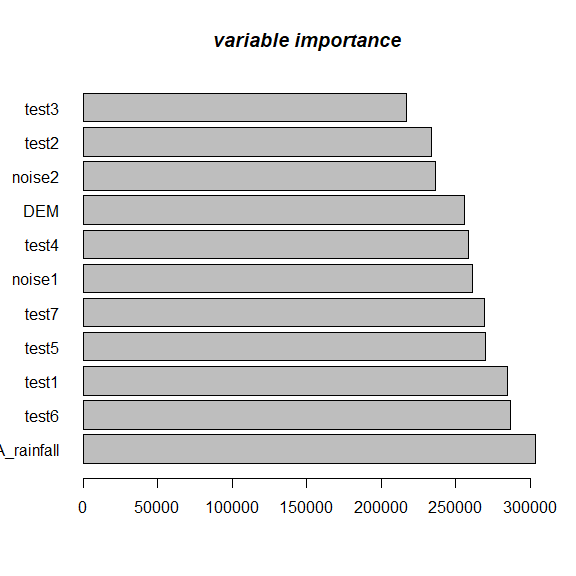 variable importance
test3
test2
noise2
DEM
test4
noise1
test7
test5
test1
test6
A_rainfall
0 50000 100000 150000 200000 250000 300000